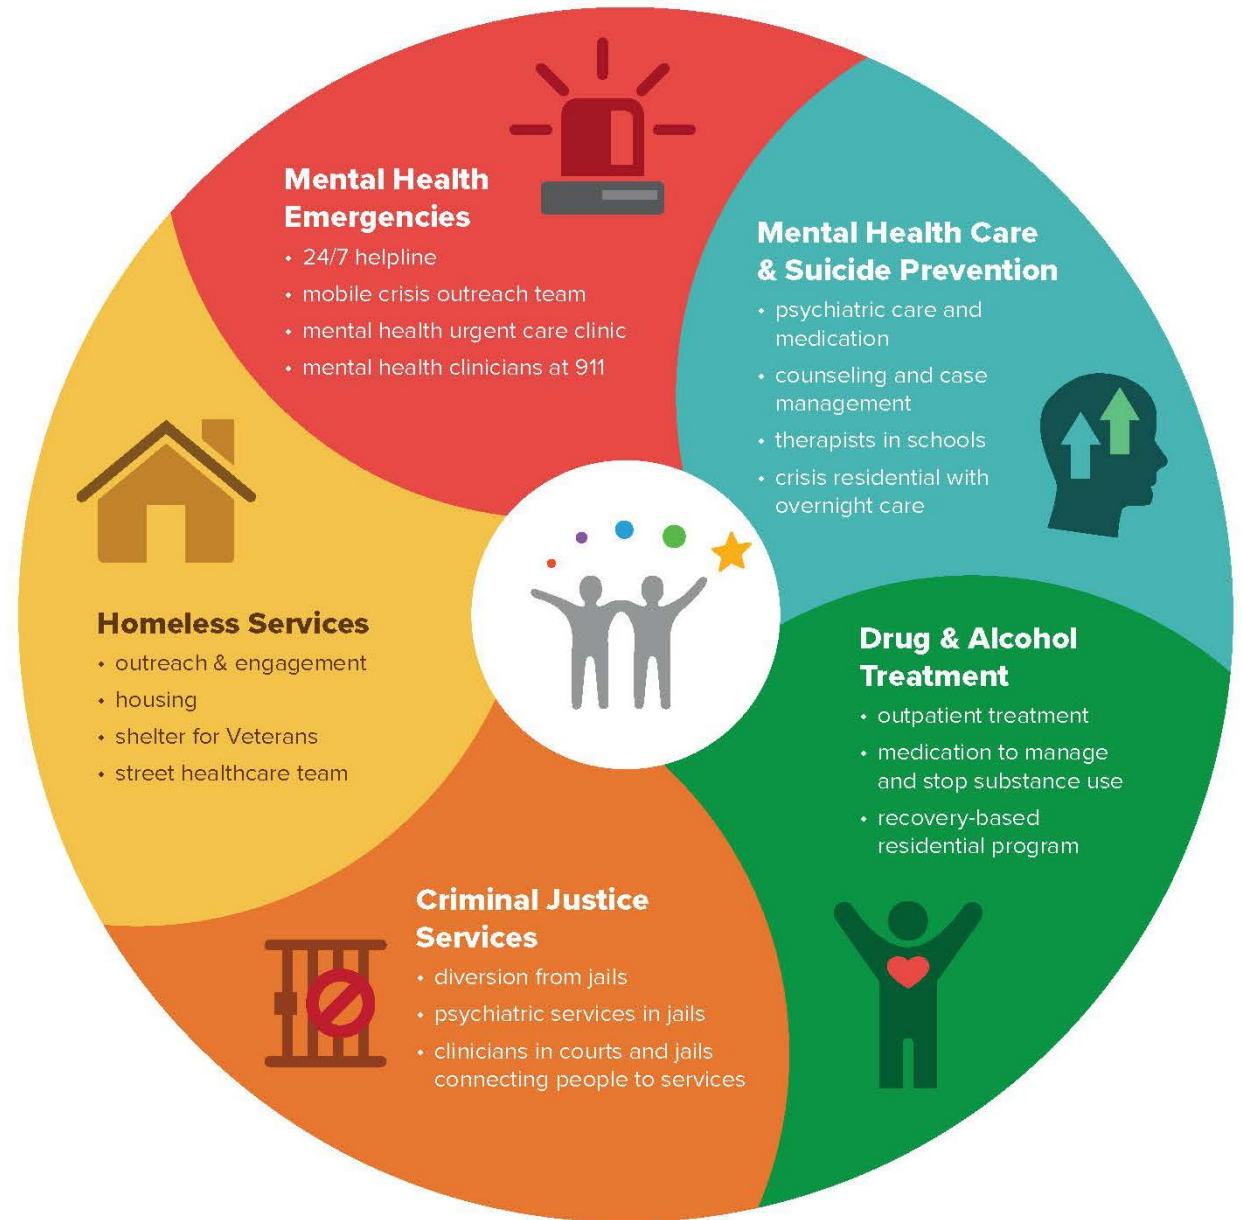 Mental Health
Emergencies
• 24/7 helpline
• mobile crisis outreach team
• mental health urgent care clinic
• mental health clinicians at 911
Mental Health Care
& Suicide Prevention
• psychiatric care and
medication
• counseling and case
management
• therapists in schools
• crisis residential with
overnight care
Drug & Alcohol
Treatment
• outpatient treatment
• medication to manage
and stop substance use
• recovery-based
residential program
Criminal Justice
Services
• diversion from jails
• psychiatric services in jails
• clinicians in courts and jails
connecting people to services
Homeless Services
• outreach & engagement
• housing
• shelter for Veterans
• street healthcare team